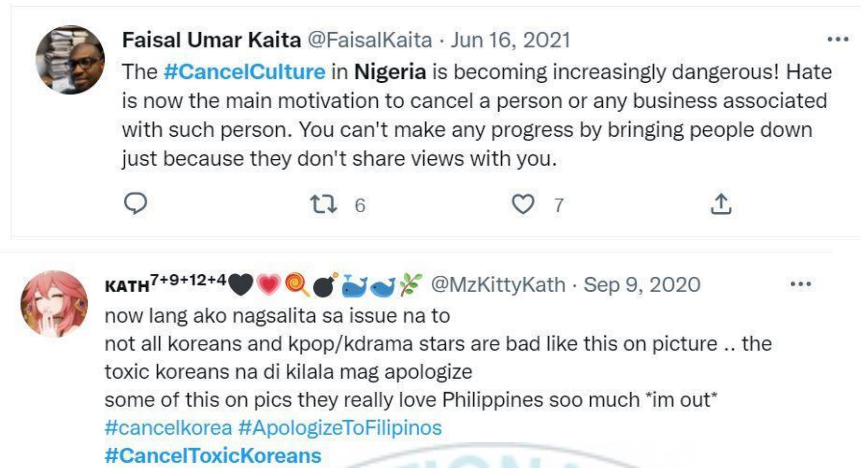 Faisal Umar Kaita @FaisalKaita · Jun 16, 2021
The #CancelCulture in Nigeria is becoming increasingly dangerous! Hate
is now the main motivation to cancel a person or any business associated
with such person. You can't make any progress by bringing people down
just because they don't share views with you.
6 7
KATH⁷⁺⁹⁺¹²⁺⁴🖤💗🍭💣🐳🐋🌿 @MzKittyKath · Sep 9, 2020
now lang ako nagsalita sa issue na to
not all koreans and kpop/kdrama stars are bad like this on picture .. the
toxic koreans na di kilala mag apologize
some of this on pics they really love Philippines soo much *im out*
#cancelkorea #ApologizeToFilipinos
#CancelToxicKoreans